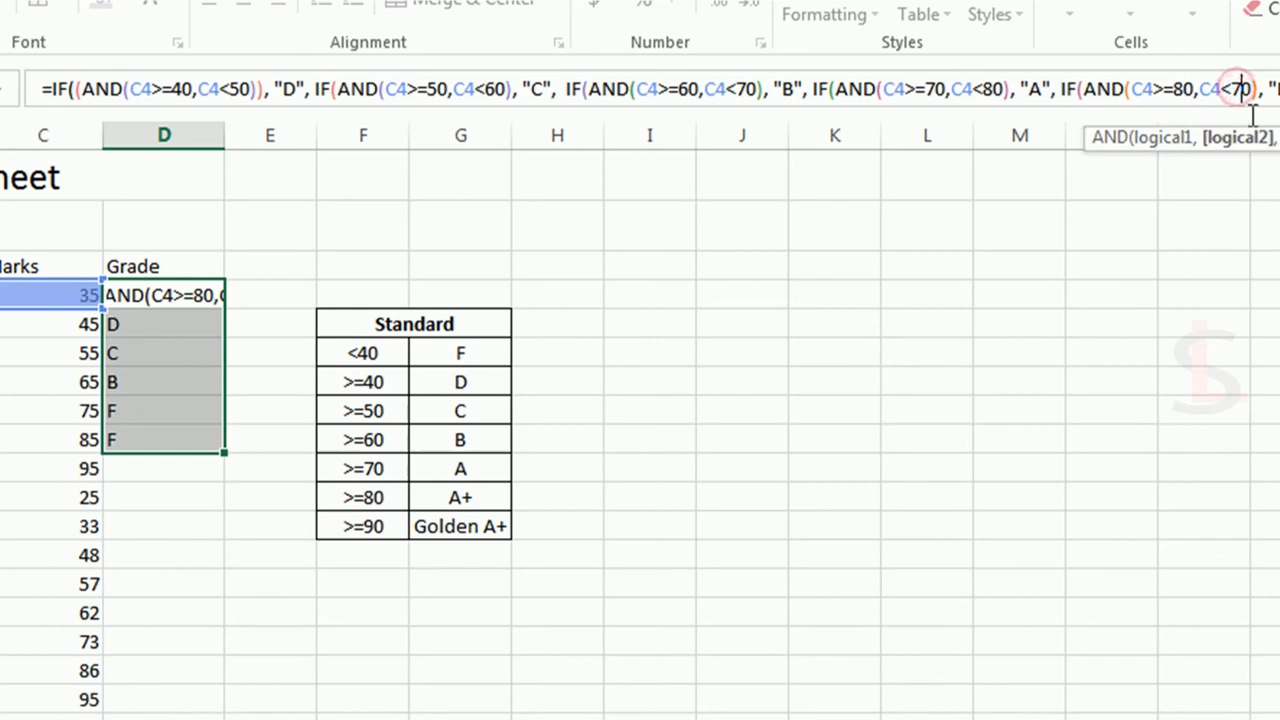 Merge & Center
Formatting Table Styles
Font Alignment Number Styles Cells
=IF((AND(C4>=40,C4<50)), "D", IF(AND(C4>=50,C4<60), "C", IF(AND(C4>=60,C4<70), "B", IF(AND(C4>=70,C4<80), "A", IF(AND(C4>=80,C4<70), "
AND(logical1, [logical2],
C D E F G H I J K L M
heet
Marks Grade
35 AND(C4>=80,C
45 D Standard
55 C <40 F
65 B >=40 D
75 F >=50 C
85 F >=60 B
95 >=70 A
25 >=80 A+
33 >=90 Golden A+
48
57
62
73
86
95